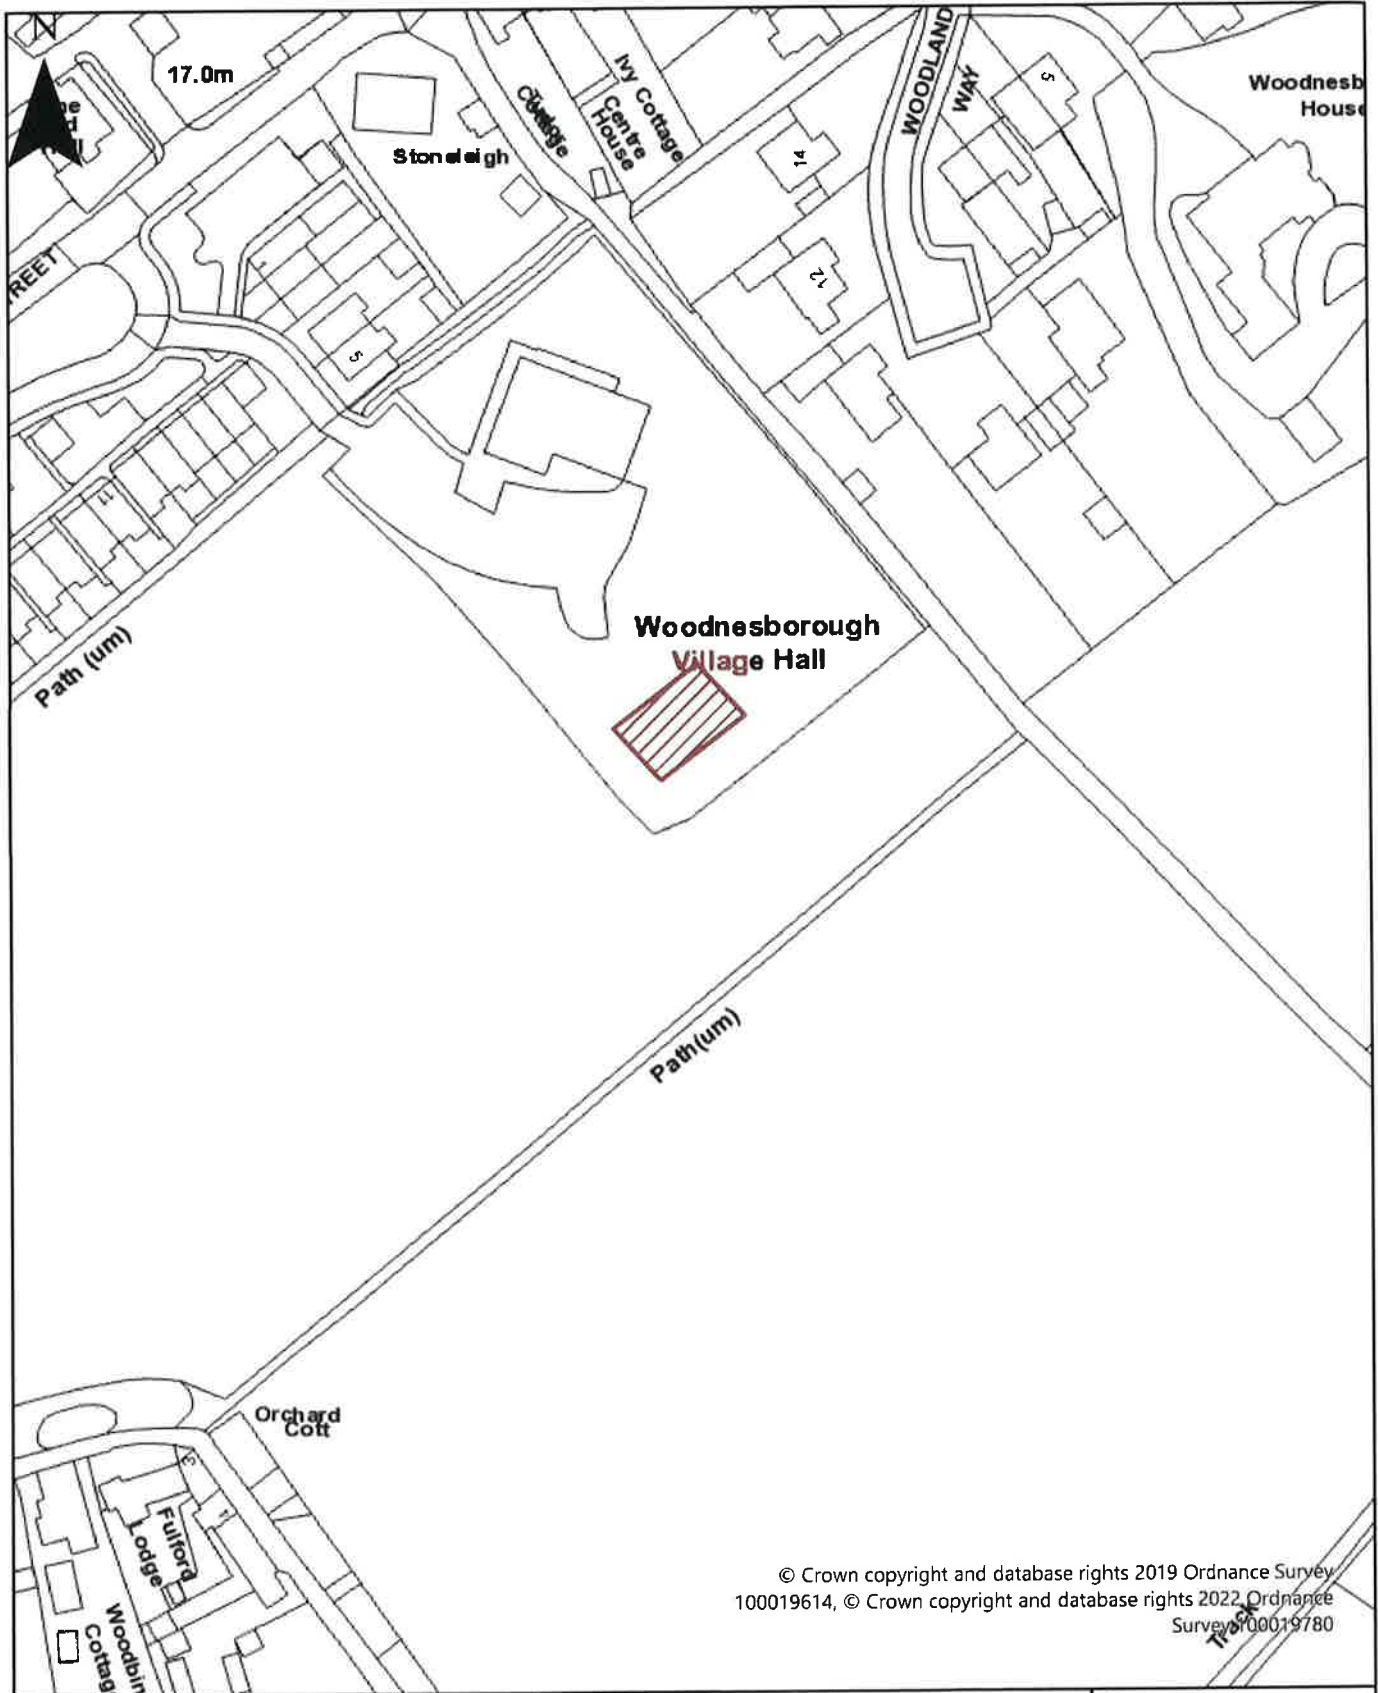 N
17.0m
Stoneleigh
Cottage
Ivy Cottage
Centre
House
WOODLAND
WAY
5
14
12
Woodnesb
House
REET
5
11
Path (um)
Woodnesborough
Village Hall
Path(um)
Orchard
Cott
3
Fulford
Lodge
Woodbin
Cottag
© Crown copyright and database rights 2019 Ordnance Survey
100019614, © Crown copyright and database rights 2022 Ordnance
Survey 100019780
Track